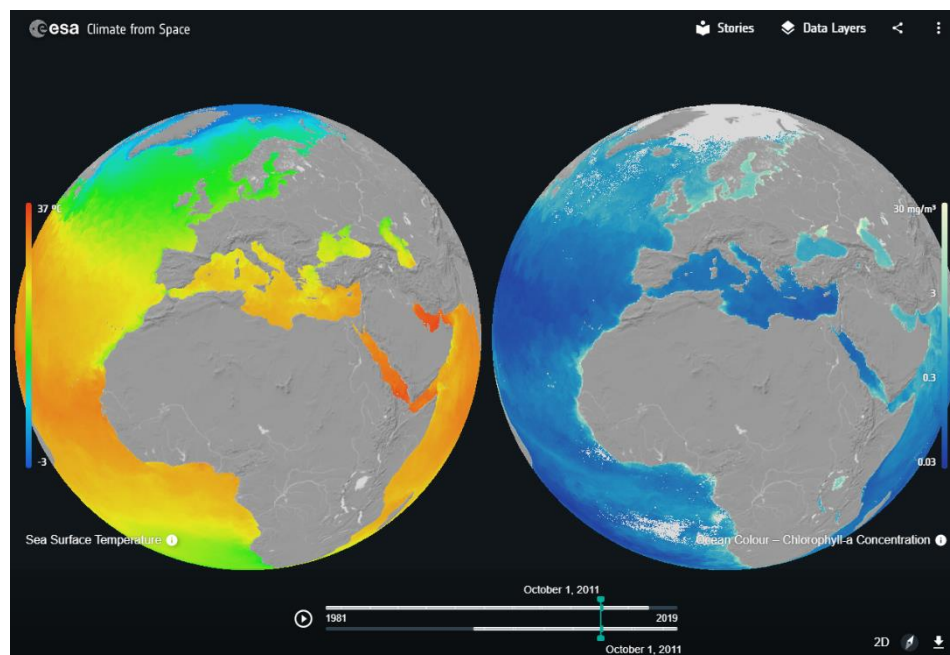 esa Climate from Space
Stories
Data Layers
37 °C
-3
30 mg/m³
3
0.3
0.03
Sea Surface Temperature
Ocean Colour – Chlorophyll-a Concentration
October 1, 2011
1981
2019
October 1, 2011
2D